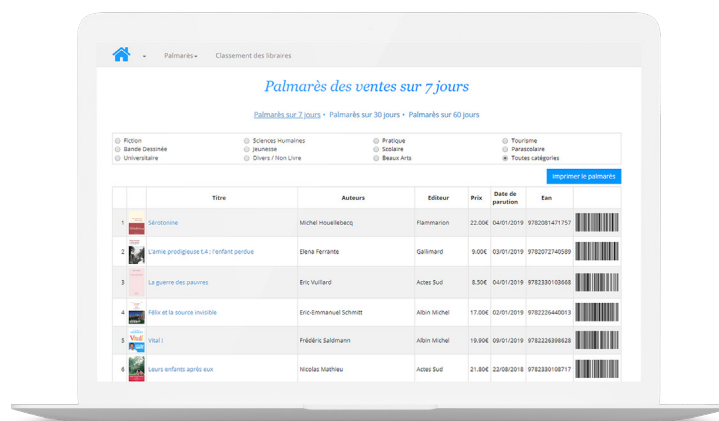 Palmarès Classement des libraires
Palmarès des ventes sur 7 jours
Palmarès sur 7 jours • Palmarès sur 30 jours • Palmarès sur 60 jours
Fiction Sciences Humaines Pratique Tourisme
Bande Dessinée Jeunesse Scolaire Parascolaire
Universitaire Divers / Non Livre Beaux Arts Toutes catégories
Imprimer le palmarès
Titre Auteurs Editeur Prix Date de parution Ean
1 Sérotonine Michel Houellebecq Flammarion 22.00€ 04/01/2019 9782081471757
2 L'amie prodigieuse t.4 : l'enfant perdue Elena Ferrante Gallimard 9.00€ 03/01/2019 9782072740589
3 La guerre des pauvres Eric Vuillard Actes Sud 8.50€ 04/01/2019 9782330103668
4 Félix et la source invisible Eric-Emmanuel Schmitt Albin Michel 17.00€ 02/01/2019 9782226440013
5 Vital ! Frédéric Saldmann Albin Michel 19.90€ 09/01/2019 9782226398628
6 Leurs enfants après eux Nicolas Mathieu Actes Sud 21.80€ 22/08/2018 9782330108717